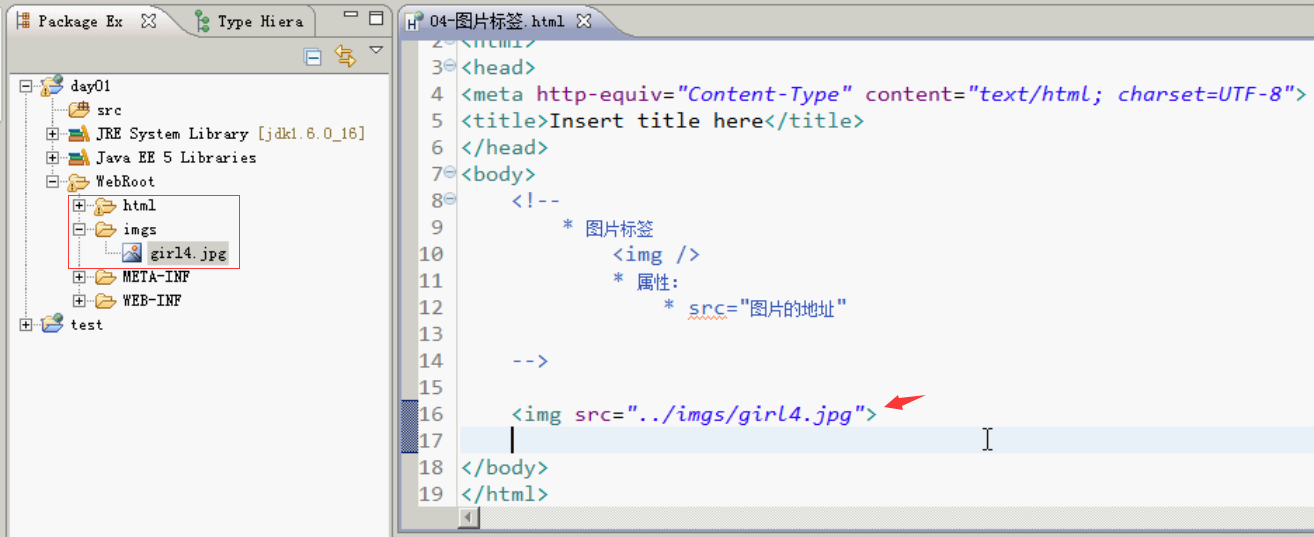 Package Ex
Type Hiera
day01
src
JRE System Library [jdk1.6.0_16]
Java EE 5 Libraries
WebRoot
html
imgs
girl4.jpg
META-INF
WEB-INF
test
04-图片标签.html
2 <html>
3 <head>
4 <meta http-equiv="Content-Type" content="text/html; charset=UTF-8">
5 <title>Insert title here</title>
6 </head>
7 <body>
8 <!--
9 * 图片标签
10 <img />
11 * 属性:
12 * src="图片的地址"
13
14 -->
15
16 <img src="../imgs/girl4.jpg">
17
18 </body>
19 </html>